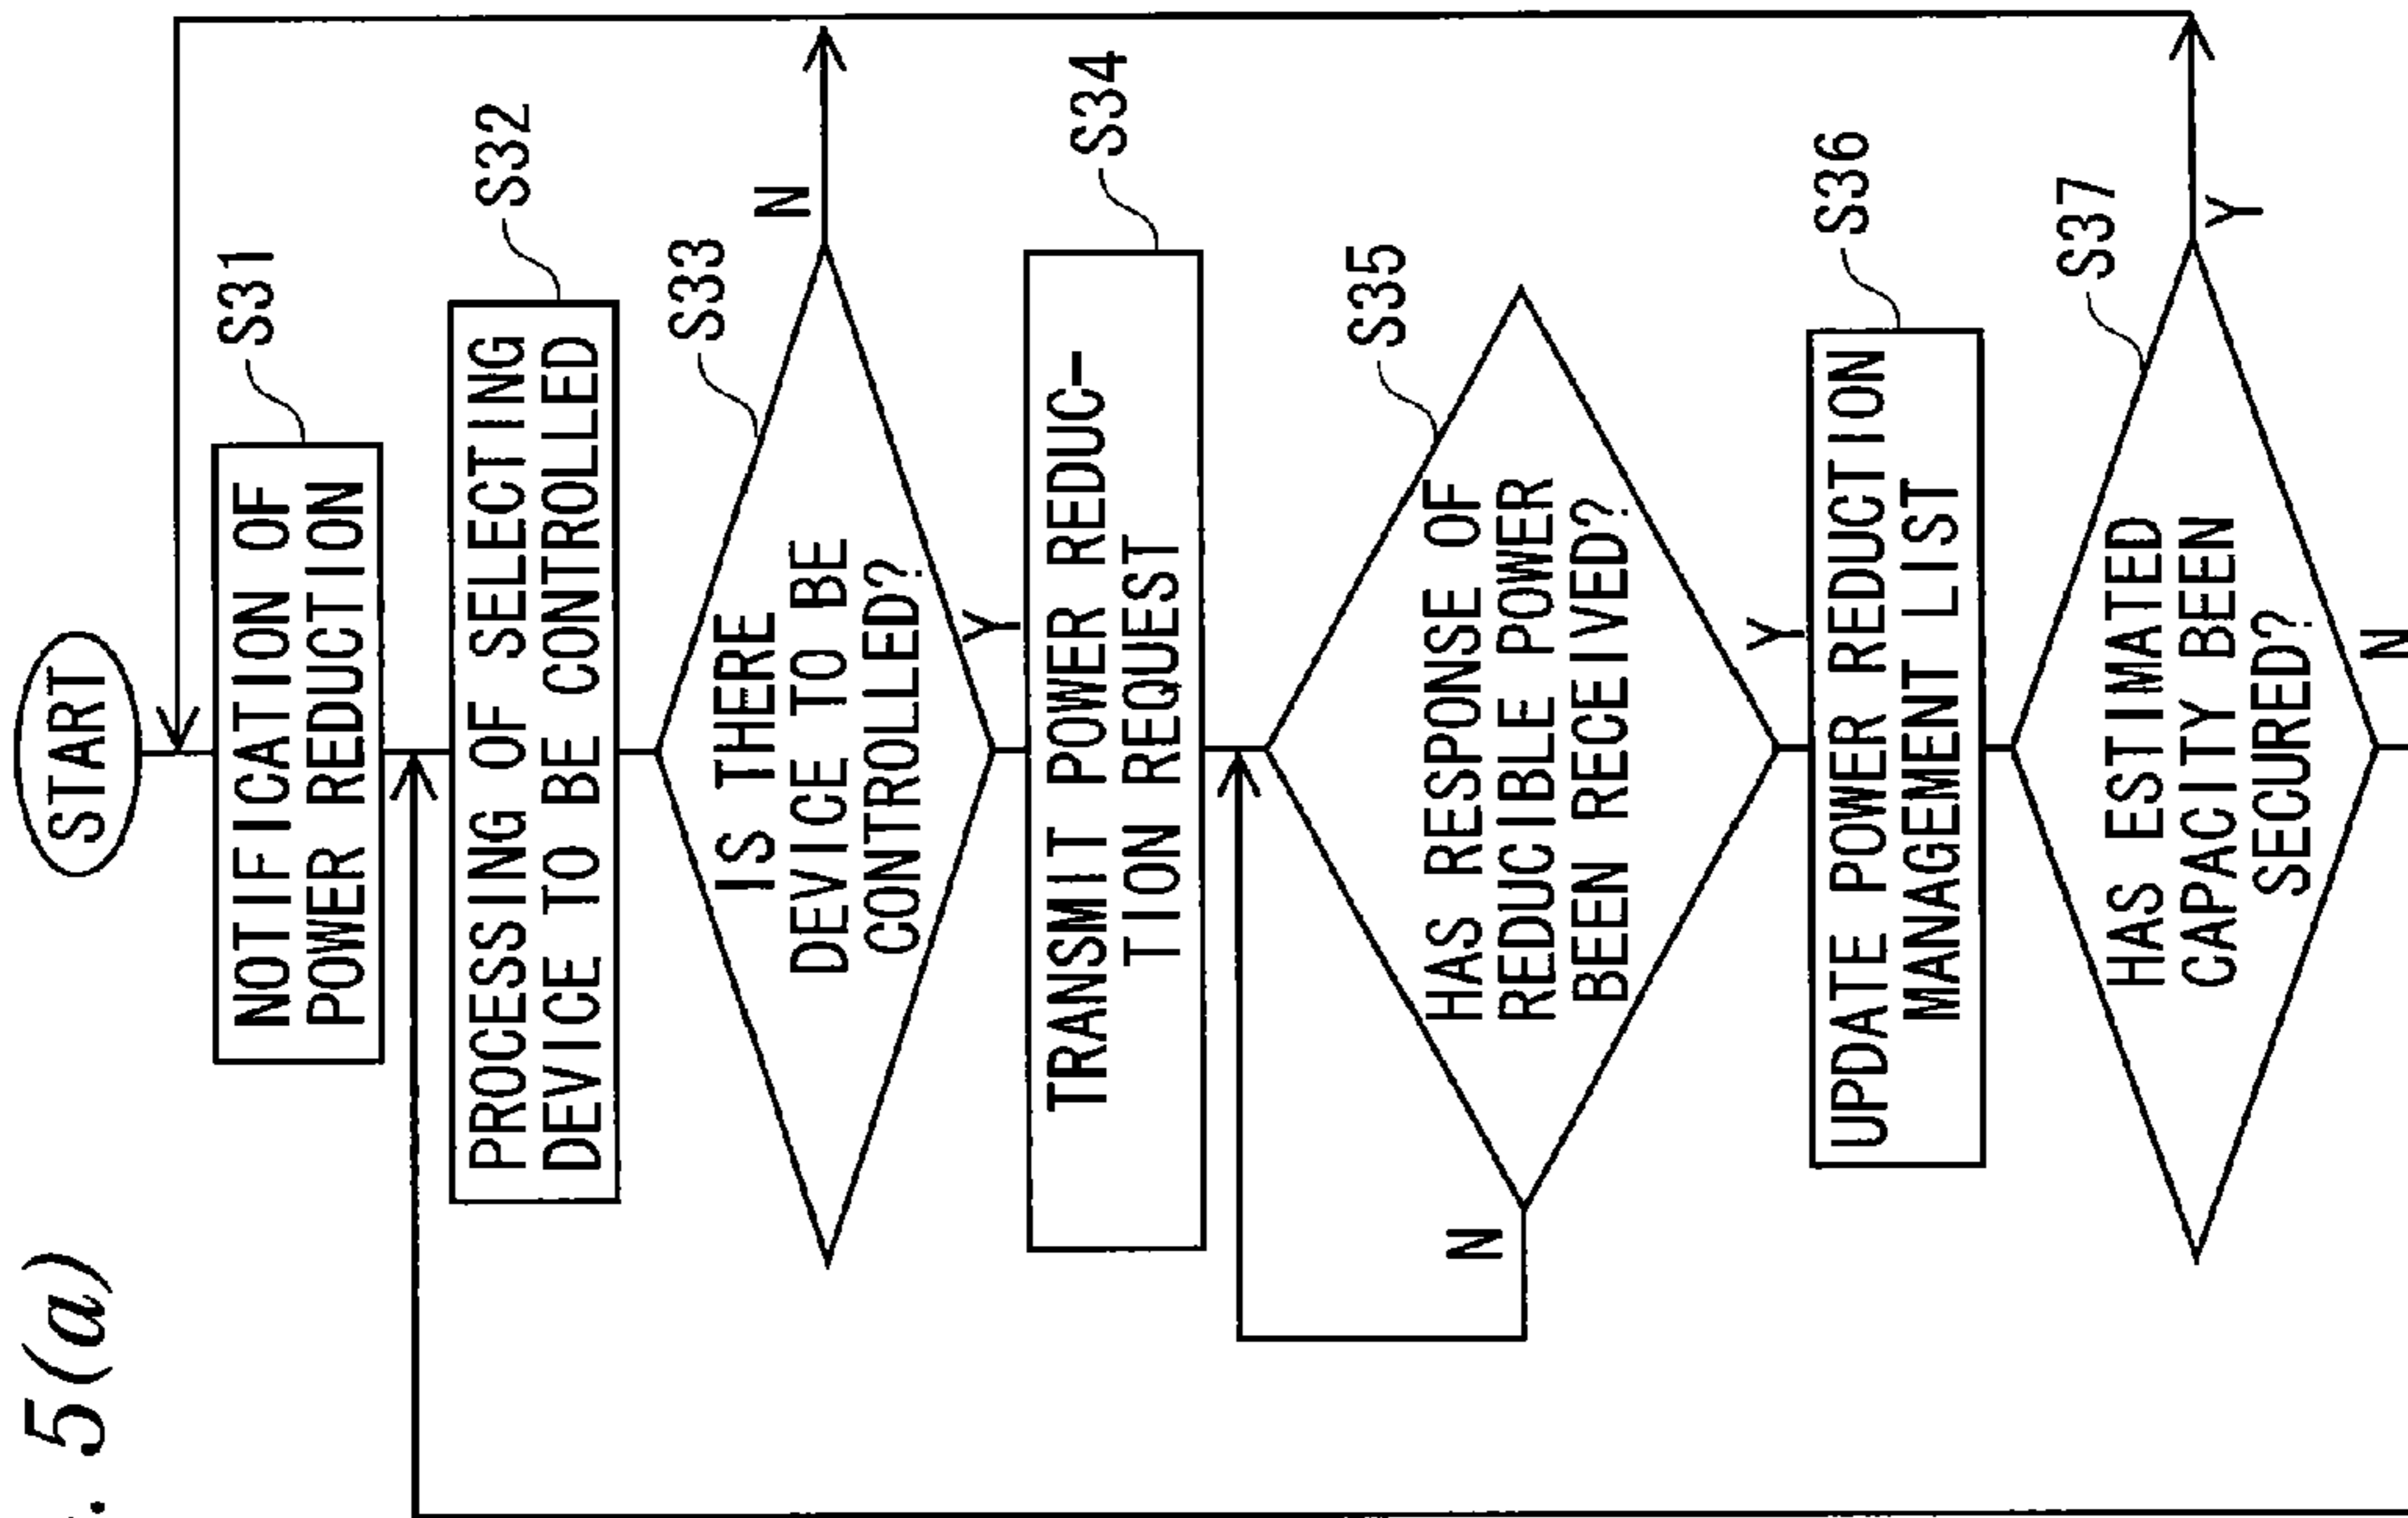 . 5(a)
START
NOTIFICATION OF
POWER REDUCTION
S31
PROCESSING OF SELECTING
DEVICE TO BE CONTROLLED
S32
IS THERE
DEVICE TO BE
CONTROLLED?
S33
N
Y
TRANSMIT POWER REDUC-
TION REQUEST
S34
HAS RESPONSE OF
REDUCIBLE POWER
BEEN RECEIVED?
S35
N
Y
UPDATE POWER REDUCTION
MANAGEMENT LIST
S36
HAS ESTIMATED
CAPACITY BEEN
SECURED?
S37
Y
N